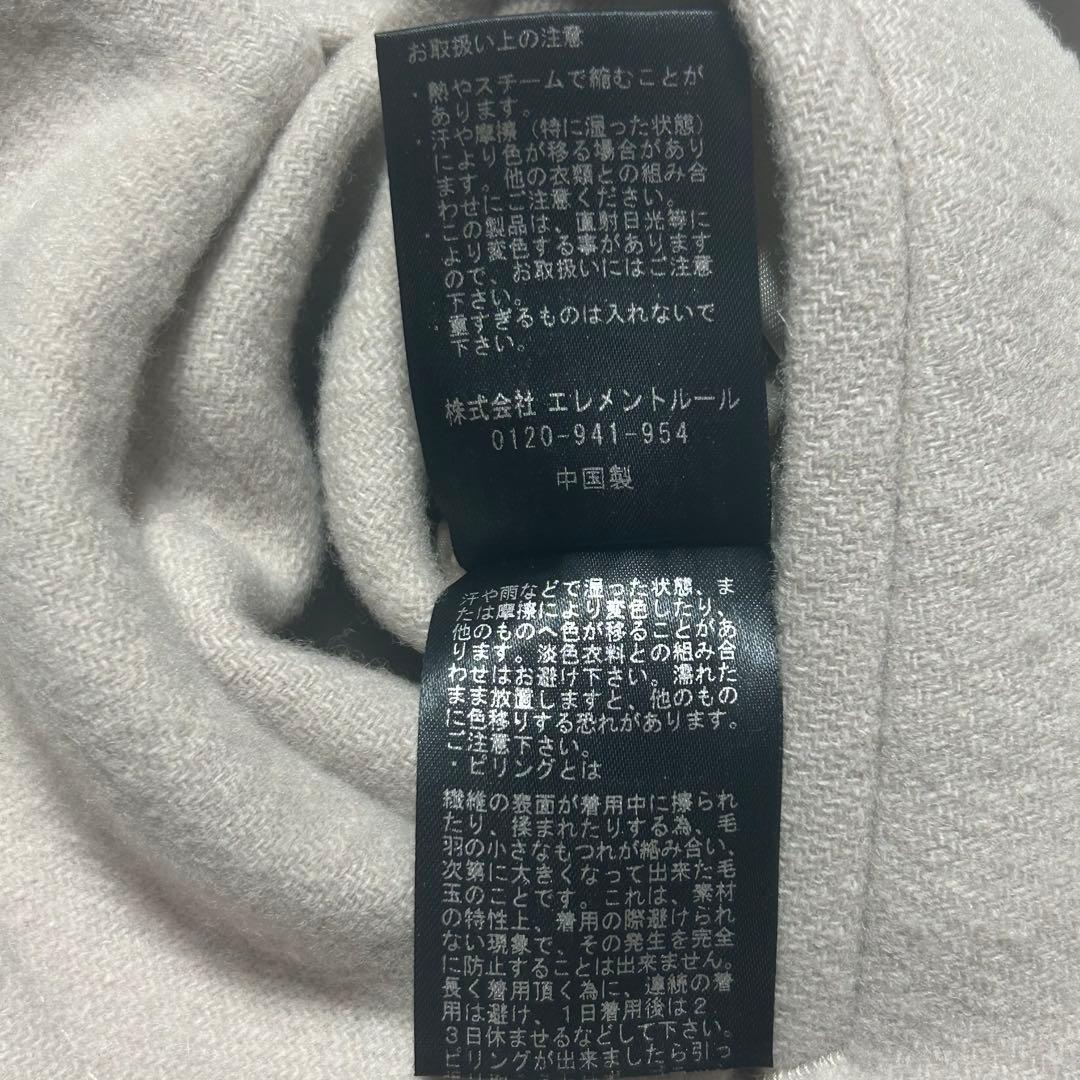 お取扱い上の注意
・熱やスチームで縮むことが
あります。
・汗や摩擦（特に湿った状態）
により色が移る場合があり
ます。他の衣類との組み合
わせにご注意ください。
・この製品は、直射日光等に
より変色する事があります
ので、お取扱いにはご注意
下さい。
・重すぎるものは入れないで
下さい。
株式会社 エレメントルール
0120-941-954
中国製
汗や雨などで湿った状態、ま
たは摩擦により変色したり、
他のものへ色が移ることがあ
ります。淡色衣料との組み合
わせはお避け下さい。濡れた
まま放置しますと、他のもの
に色移りする恐れがあります。
ご注意下さい。
・ピリングとは
繊維の表面が着用中に擦られ
たり、揉まれたりする為、毛
羽の小さなもつれが絡み合い、
次第に大きくなって出来た毛
玉のことです。これは、素材
の特性上、着用の際避けられ
ない現象で、その発生を完全
に防止することは出来ません。
長く着用頂く為に、連続の着
用は避け、1日着用後は2
3日休ませるなどして下さい。
ピリングが出来ましたら引っ